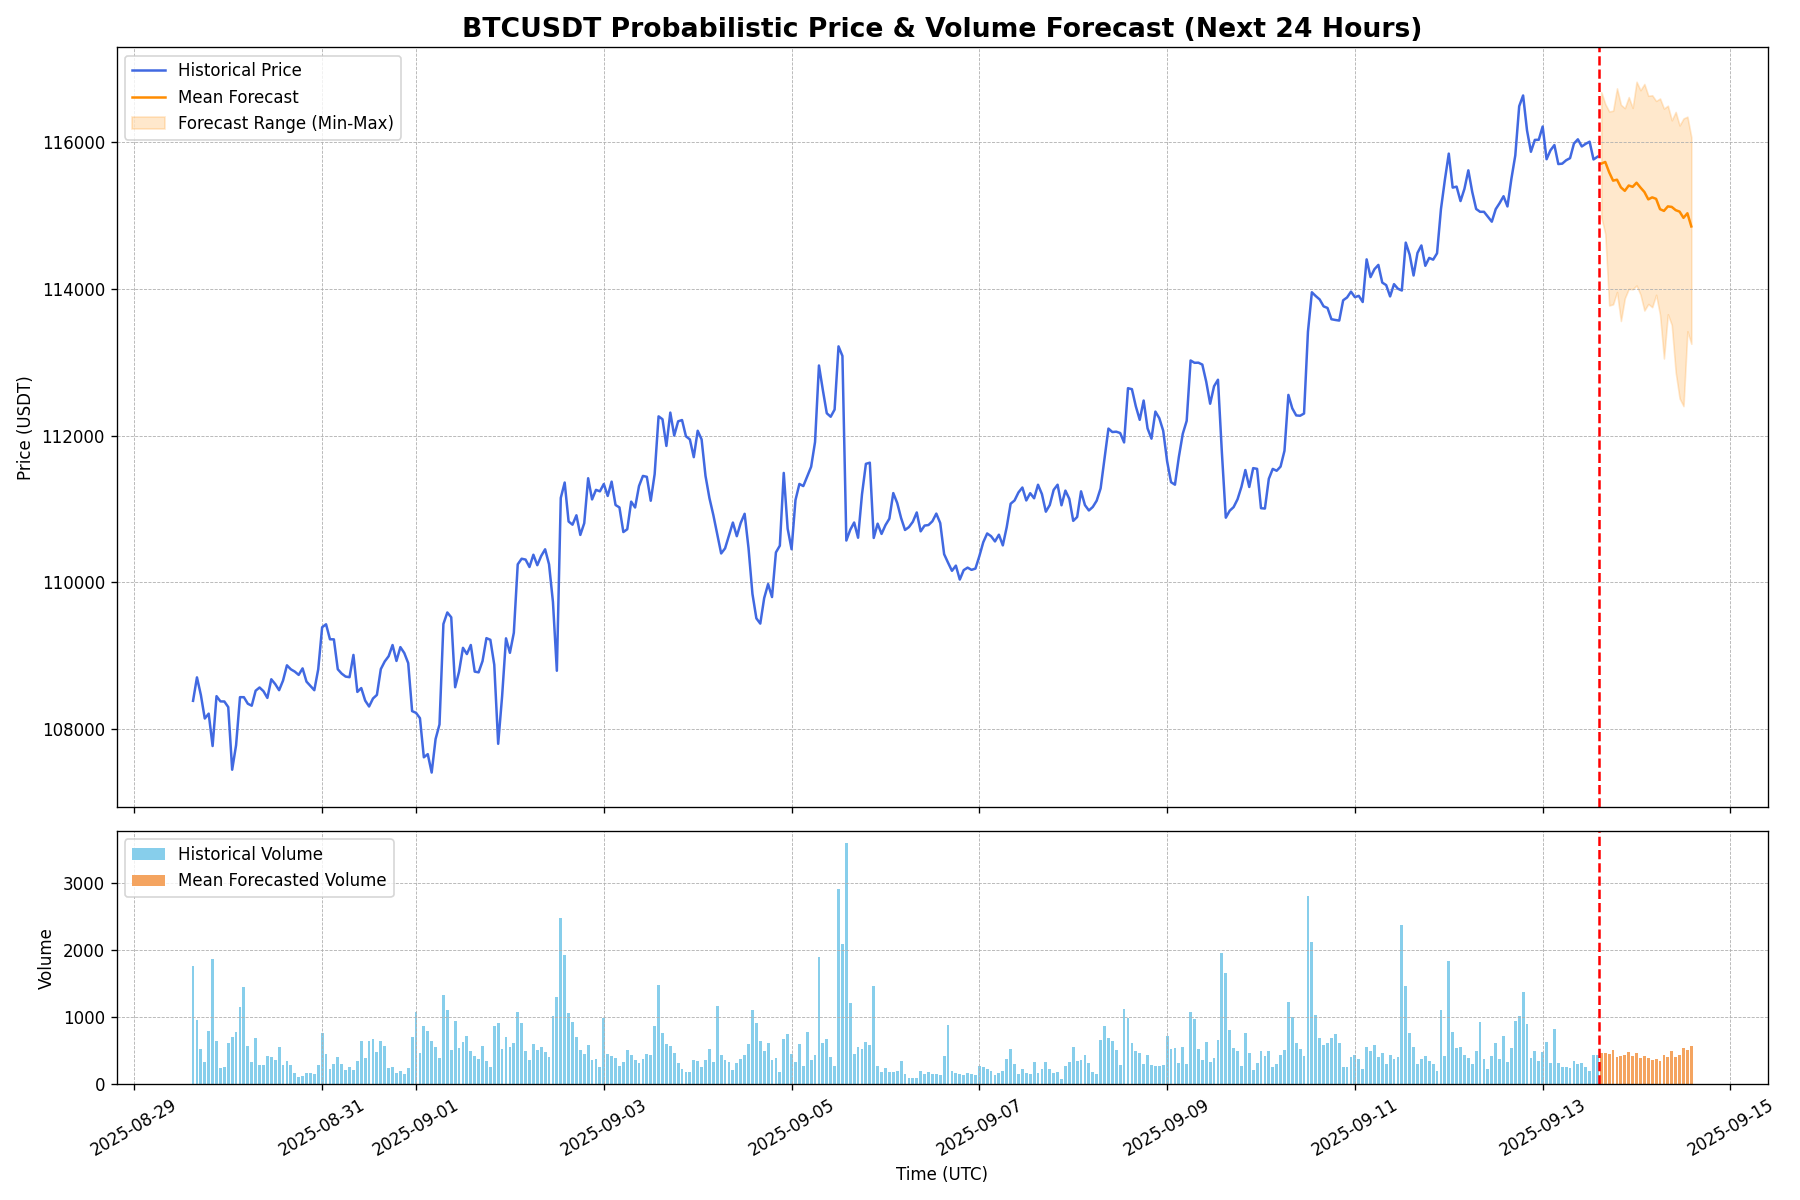 BTCUSDT Probabilistic Price & Volume Forecast (Next 24 Hours)
Historical Price
Mean Forecast
Forecast Range (Min-Max)
116000
114000
112000
110000
108000
Price (USDT)
Historical Volume
Mean Forecasted Volume
3000
2000
1000
0
Volume
2025-08-29
2025-08-31
2025-09-01
2025-09-03
2025-09-05
2025-09-07
2025-09-09
2025-09-11
2025-09-13
2025-09-15
Time (UTC)